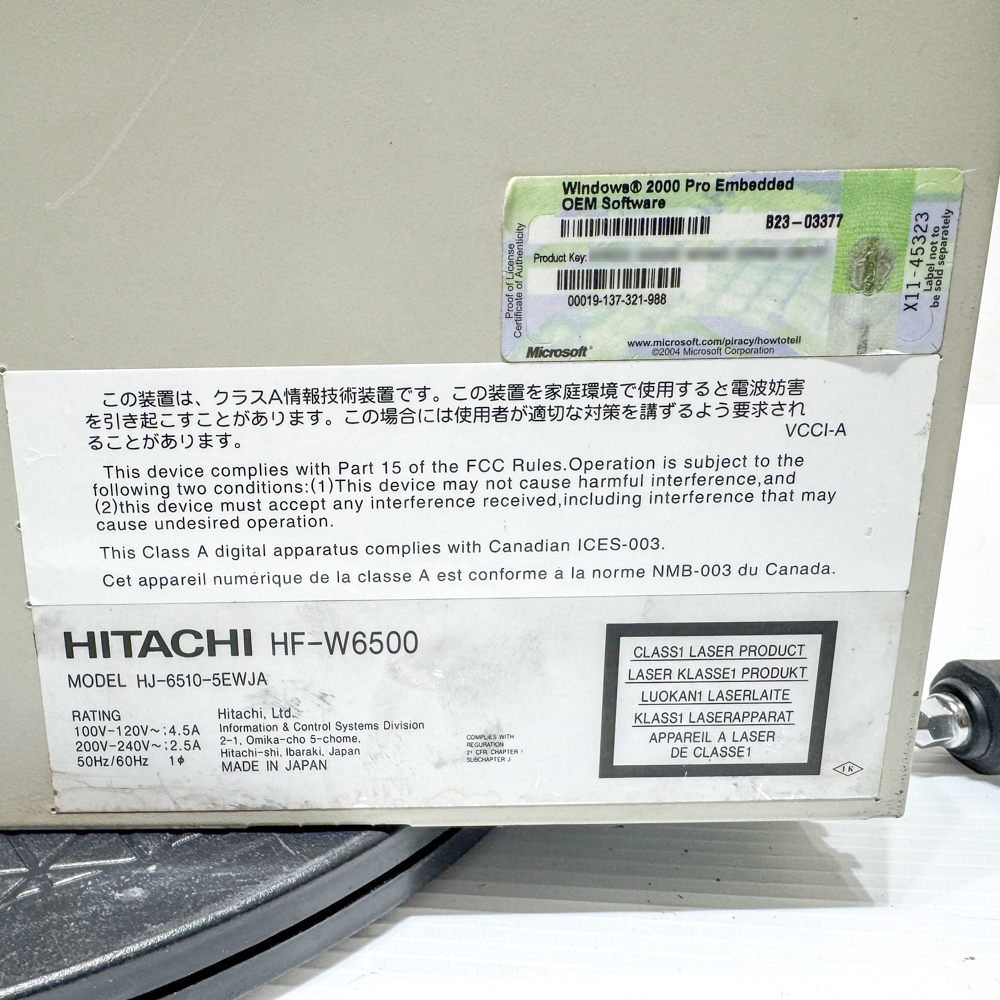 Windows® 2000 Pro Embedded
OEM Software
B23-03377
Product Key:
00019-137-321-988
Proof of License
Certificate of Authenticity
Microsoft®
www.microsoft.com/piracy/howtotell
©2004 Microsoft Corporation
X11-45323
Label not to
be sold separately
この装置は、クラスA情報技術装置です。この装置を家庭環境で使用すると電波妨害
を引き起こすことがあります。この場合には使用者が適切な対策を講ずるよう要求され
ることがあります。
VCCI-A
This device complies with Part 15 of the FCC Rules.Operation is subject to the
following two conditions:(1)This device may not cause harmful interference,and
(2)this device must accept any interference received,including interference that may
cause undesired operation.
This Class A digital apparatus complies with Canadian ICES-003.
Cet appareil numérique de la classe A est conforme à la norme NMB-003 du Canada.
HITACHI HF-W6500
MODEL HJ-6510-5EWJA
RATING
100V-120V~:4.5A
200V-240V~:2.5A
50Hz/60Hz 1φ
Hitachi, Ltd.
Information & Control Systems Division
2-1, Omika-cho 5-chome,
Hitachi-shi, Ibaraki, Japan
MADE IN JAPAN
COMPLIES WITH
REGURATION
21 CFR CHAPTER 1
SUBCHAPTER J
CLASS1 LASER PRODUCT
LASER KLASSE1 PRODUKT
LUOKAN1 LASERLAITE
KLASS1 LASERAPPARAT
APPAREIL A LASER
DE CLASSE1
1K